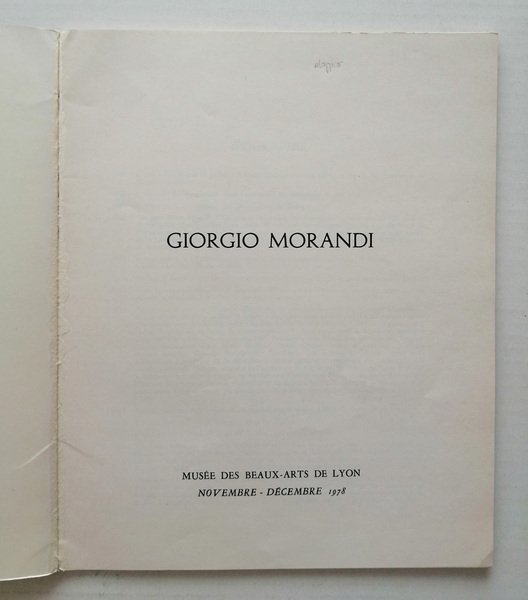 GIORGIO MORANDI
MUSÉE DES BEAUX-ARTS DE LYON
NOVEMBRE - DÉCEMBRE 1978